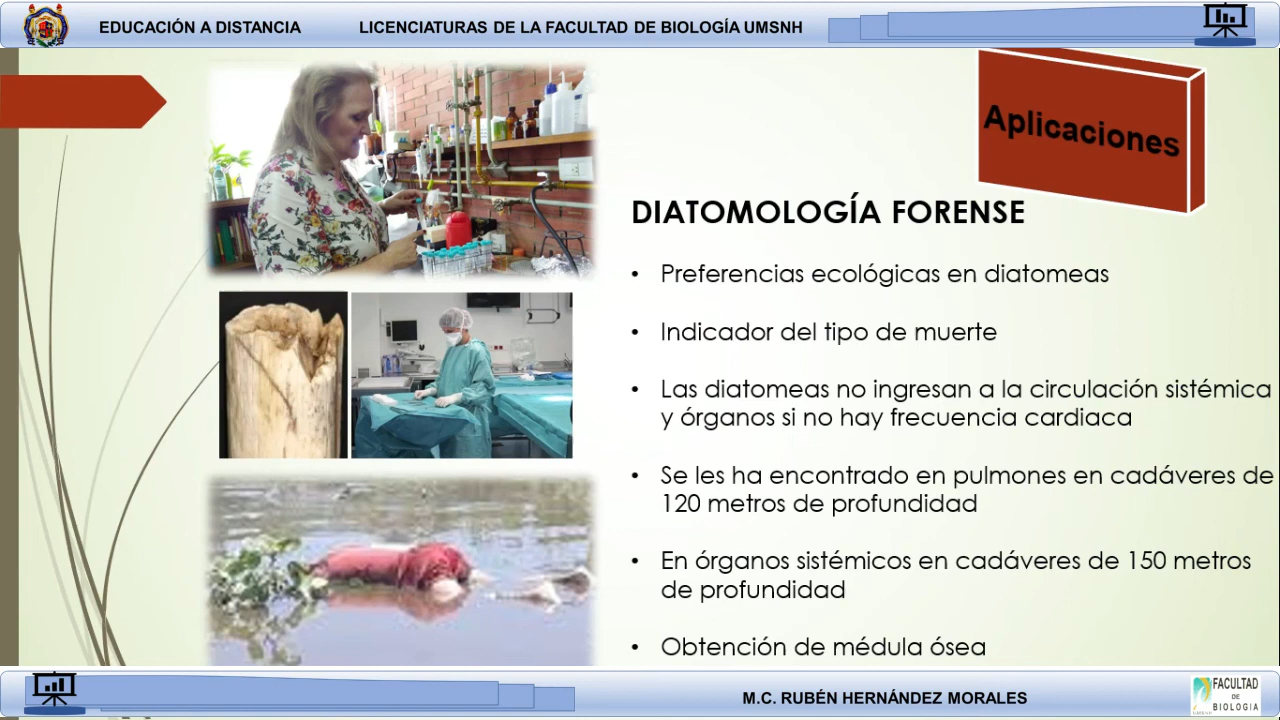 EDUCACIÓN A DISTANCIA
LICENCIATURAS DE LA FACULTAD DE BIOLOGÍA UMSNH
Aplicaciones
DIATOMOLOGÍA FORENSE
• Preferencias ecológicas en diatomeas
• Indicador del tipo de muerte
• Las diatomeas no ingresan a la circulación sistémica
y órganos si no hay frecuencia cardiaca
• Se les ha encontrado en pulmones en cadáveres de
120 metros de profundidad
• En órganos sistémicos en cadáveres de 150 metros
de profundidad
• Obtención de médula ósea
M.C. RUBÉN HERNÁNDEZ MORALES
FACULTAD
DE
BIOLOGIA